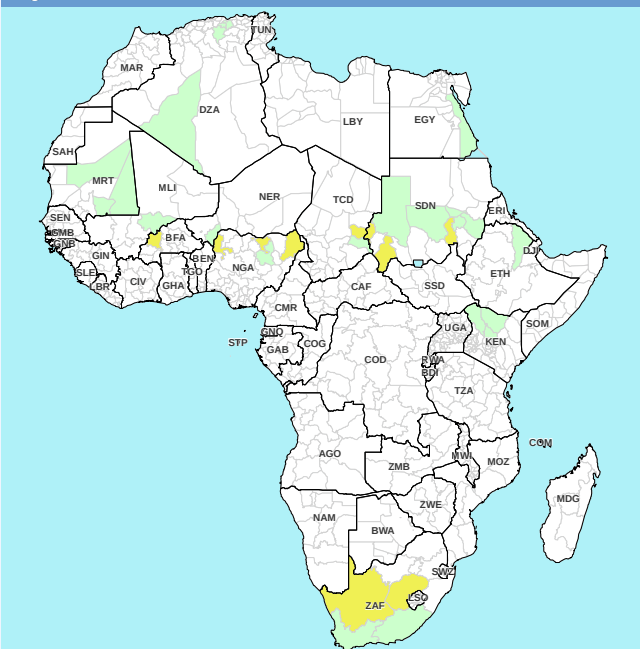 TUN
MAR
DZA
LBY
EGY
SAH
MRT
MLI
NER
TCD
SDN
ERI
SEN
GMB
GNB
BFA
GIN
BEN
NGA
DJI
SLE
TGO
ETH
LBR
CIV
GHA
CAF
SSD
CMR
SOM
UGA
GNQ
STP
GAB
COG
KEN
COD
RWA
BDI
TZA
COM
AGO
MWI
MOZ
ZMB
MDG
NAM
ZWE
BWA
SWZ
LSO
ZAF